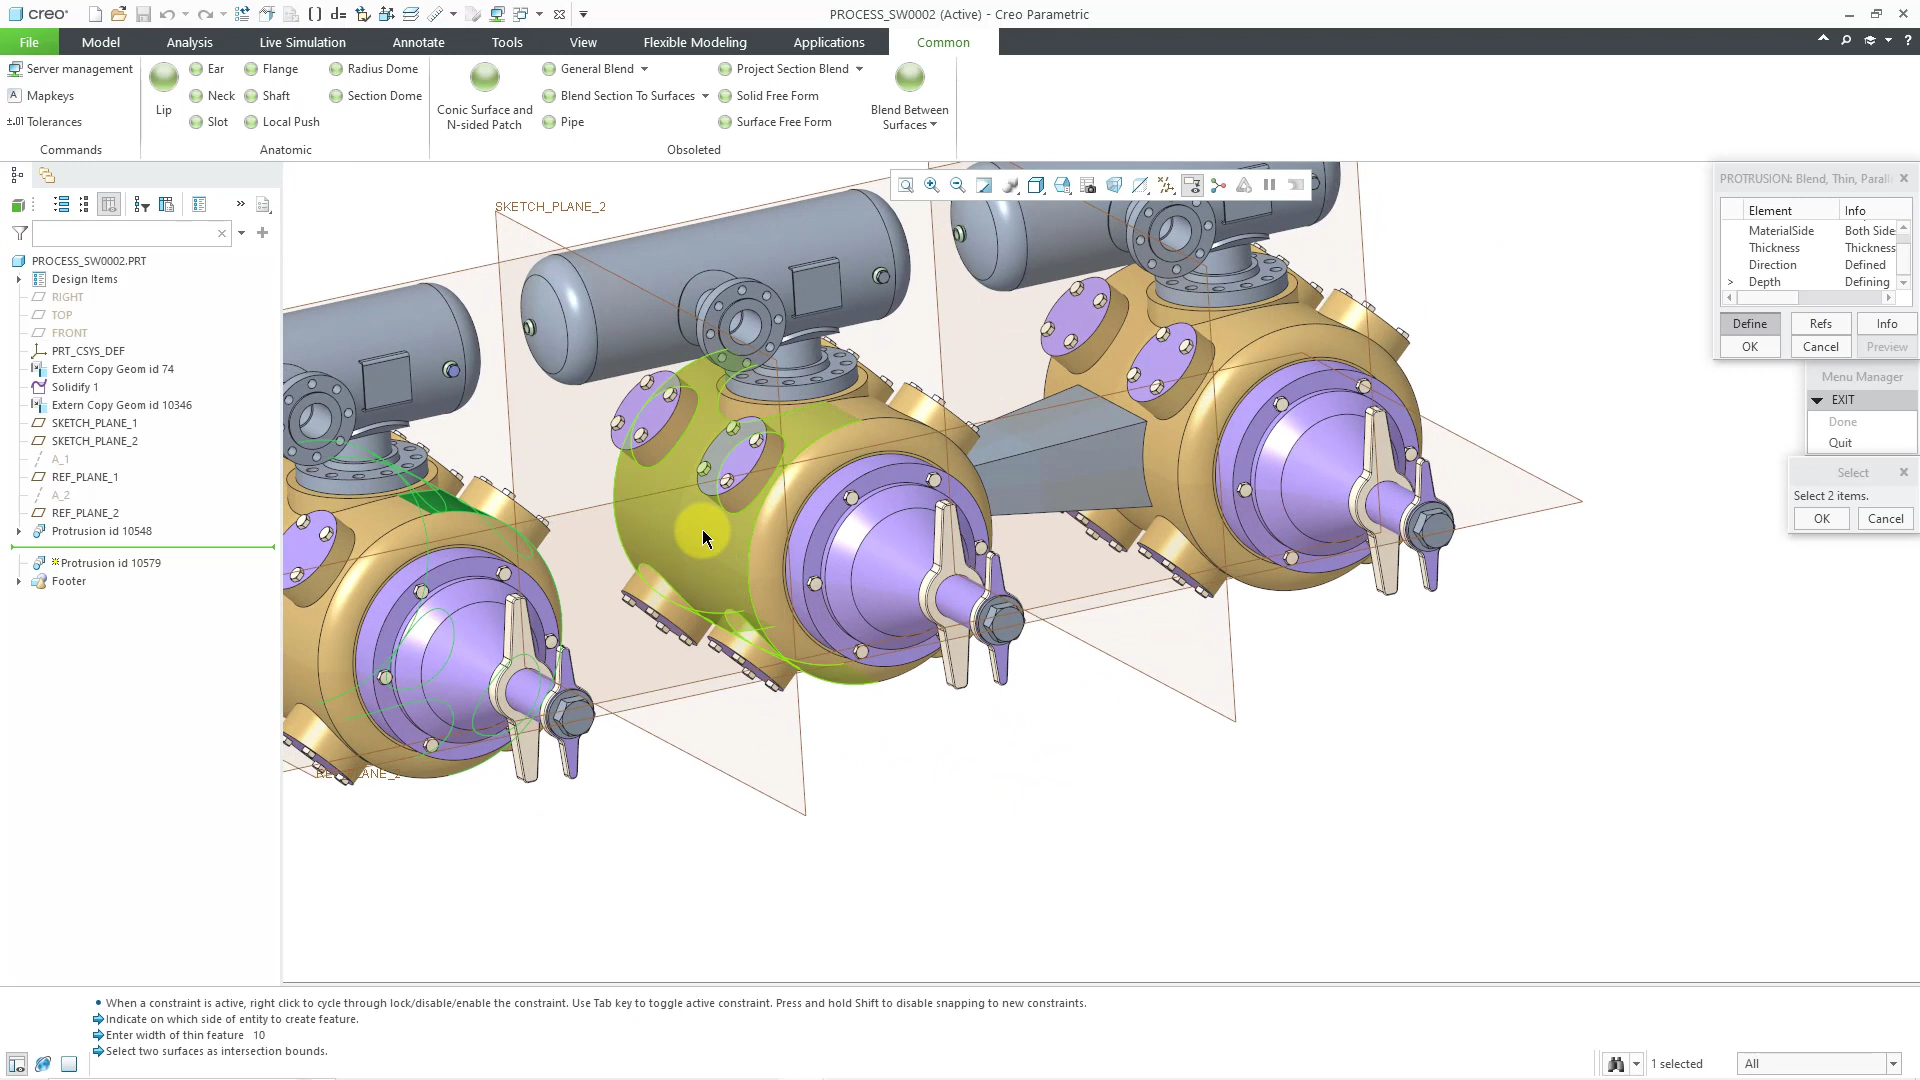 creo
PROCESS_SW0002 (Active) - Creo Parametric
File
Model
Analysis
Live Simulation
Annotate
Tools
View
Flexible Modeling
Applications
Common
Server management
Mapkeys
±.01 Tolerances
Commands
Lip
Ear
Neck
Slot
Flange
Shaft
Local Push
Radius Dome
Section Dome
Anatomic
Conic Surface and
N-sided Patch
General Blend
Blend Section To Surfaces
Pipe
Project Section Blend
Solid Free Form
Surface Free Form
Blend Between
Surfaces
Obsoleted
PROCESS_SW0002.PRT
Design Items
RIGHT
TOP
FRONT
PRT_CSYS_DEF
Extern Copy Geom id 74
Solidify 1
Extern Copy Geom id 10346
SKETCH_PLANE_1
SKETCH_PLANE_2
A_1
REF_PLANE_1
A_2
REF_PLANE_2
Protrusion id 10548
Protrusion id 10579
Footer
SKETCH_PLANE_2
PROTRUSION: Blend, Thin, Parall
Element Info
MaterialSide Both Side
Thickness Thickness
Direction Defined
> Depth Defining
Define Refs Info
OK Cancel Preview
Menu Manager
EXIT
Done
Quit
Select
Select 2 items.
OK Cancel
When a constraint is active, right click to cycle through lock/disable/enable the constraint. Use Tab key to toggle active constraint. Press and hold Shift to disable snapping to new constraints.
Indicate on which side of entity to create feature.
Enter width of thin feature 10
Select two surfaces as intersection bounds.
1 selected
All